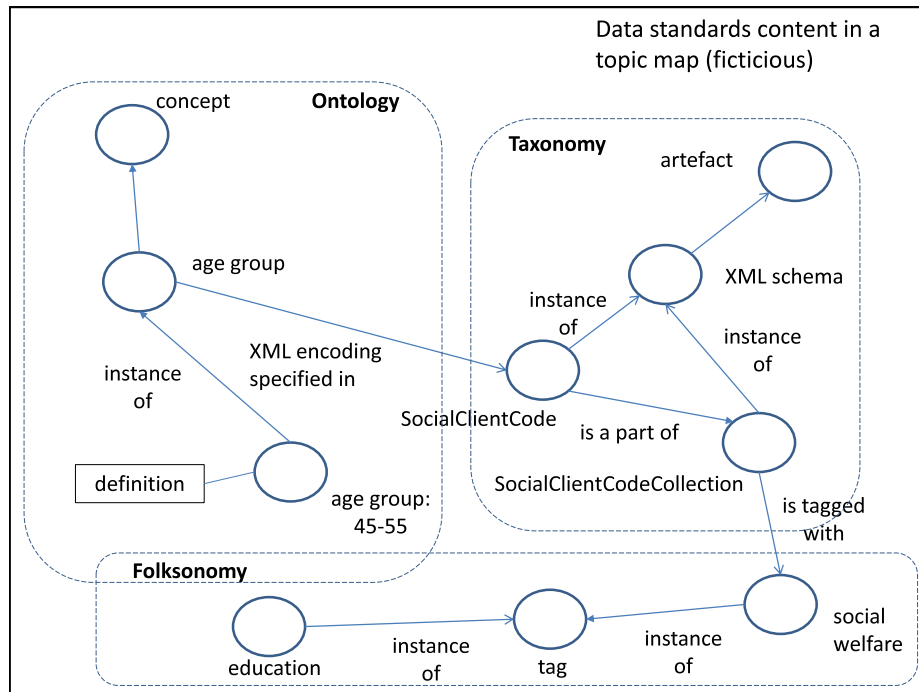 Data standards content in a
topic map (ficticious)
concept
Ontology
Taxonomy
artefact
age group
XML schema
instance
of
instance
of
XML encoding
specified in
instance
of
SocialClientCode
is a part of
definition
SocialClientCodeCollection
age group:
45-55
is tagged
with
Folksonomy
social
welfare
education
instance
of
tag
instance
of